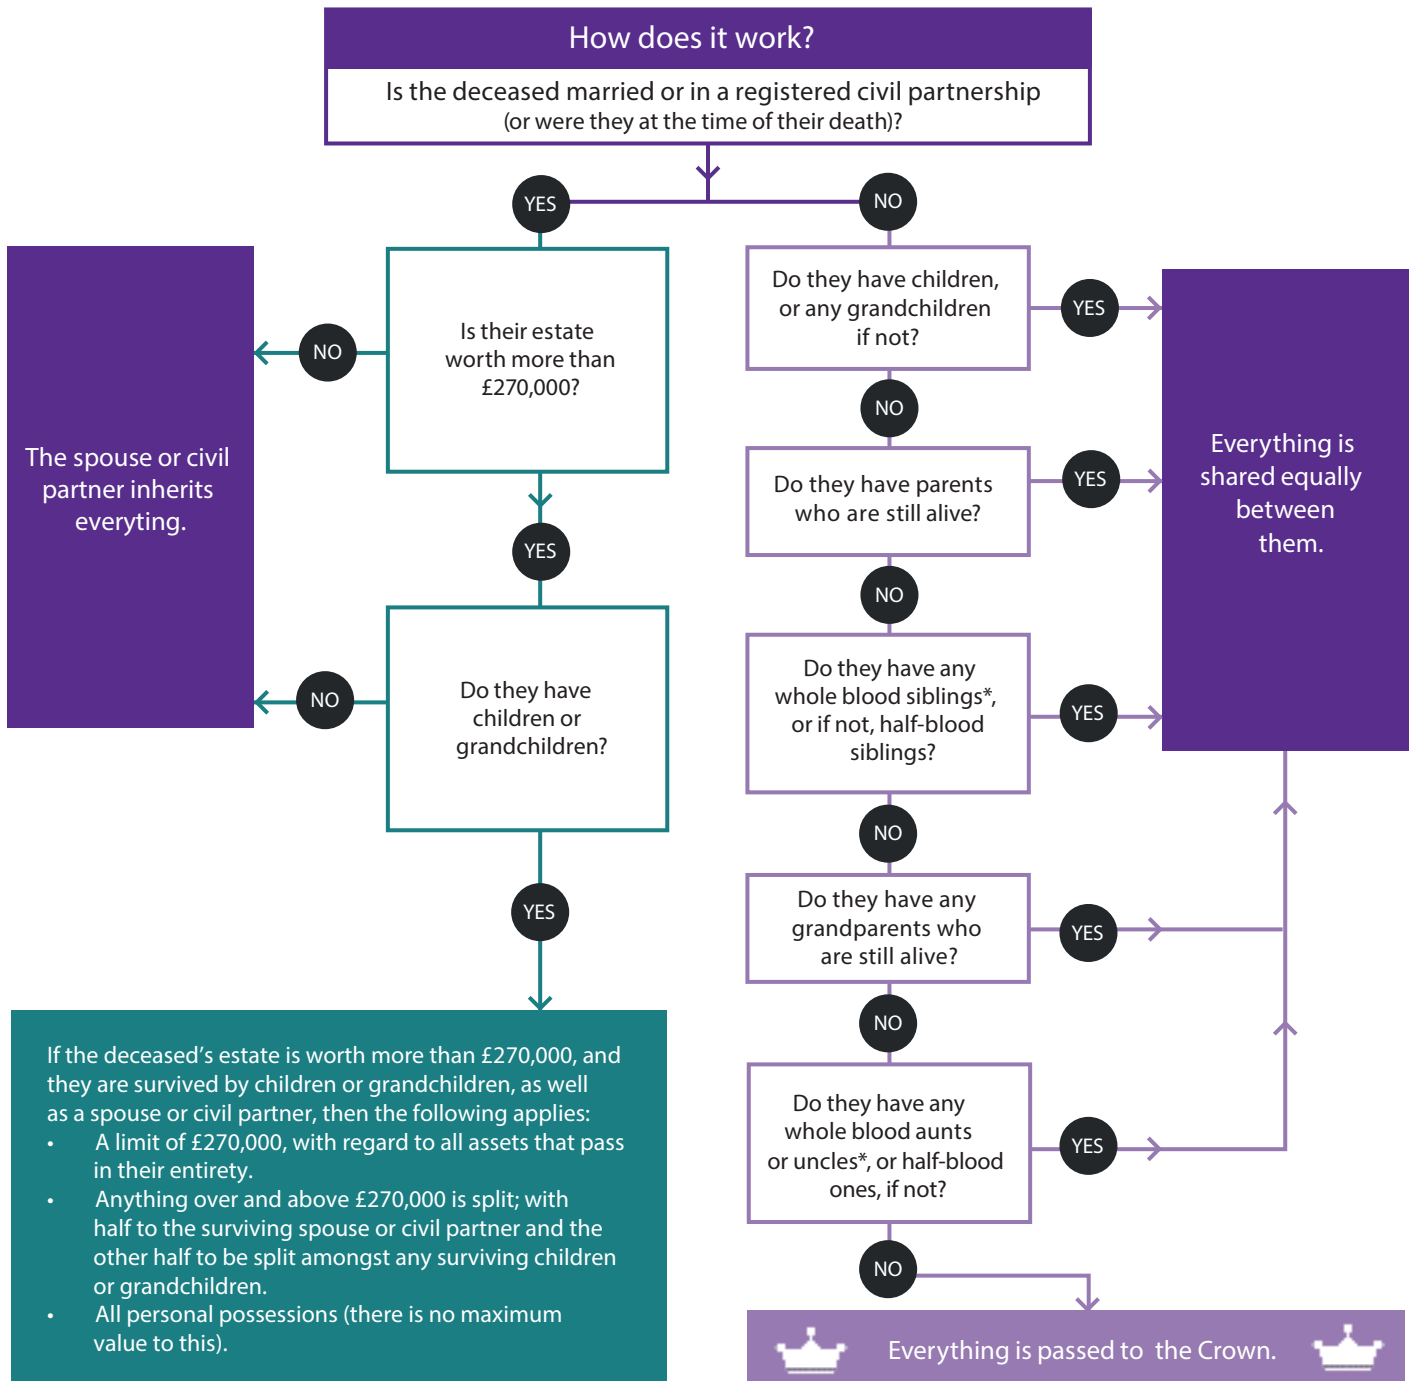 How does it work?
Is the deceased married or in a registered civil partnership
(or were they at the time of their death)?
YES
NO
Is their estate
worth more than
£270,000?
NO
The spouse or civil
partner inherits
everyting.
YES
Do they have
children or
grandchildren?
NO
YES
If the deceased’s estate is worth more than £270,000, and
they are survived by children or grandchildren, as well
as a spouse or civil partner, then the following applies:
• A limit of £270,000, with regard to all assets that pass
in their entirety.
• Anything over and above £270,000 is split; with
half to the surviving spouse or civil partner and the
other half to be split amongst any surviving children
or grandchildren.
• All personal possessions (there is no maximum
value to this).
Do they have children,
or any grandchildren
if not?
YES
Everything is
shared equally
between
them.
NO
Do they have parents
who are still alive?
YES
NO
Do they have any
whole blood siblings*,
or if not, half-blood
siblings?
YES
NO
Do they have any
grandparents who
are still alive?
YES
NO
Do they have any
whole blood aunts
or uncles*, or half-blood
ones, if not?
YES
NO
Everything is passed to the Crown.